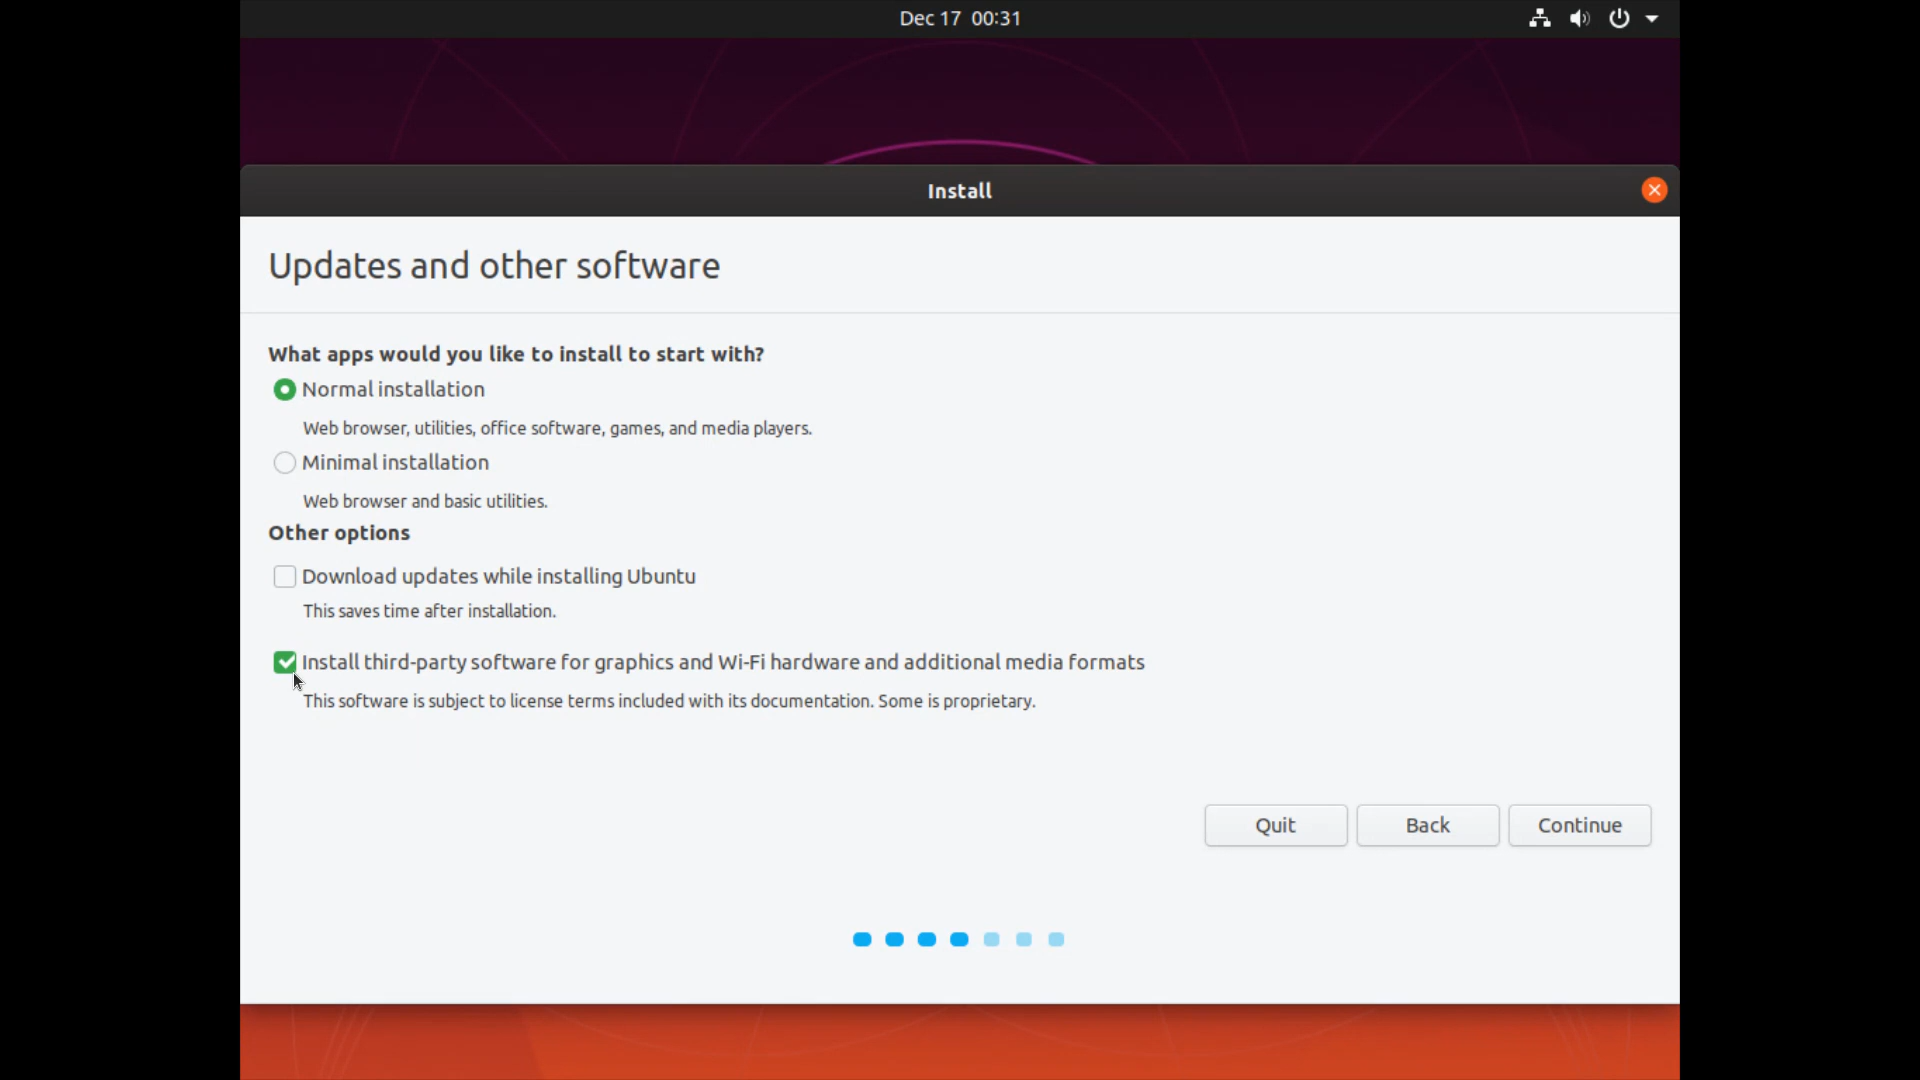 Dec 17 00:31
Install
Updates and other software
What apps would you like to install to start with?
Normal installation
Web browser, utilities, office software, games, and media players.
Minimal installation
Web browser and basic utilities.
Other options
Download updates while installing Ubuntu
This saves time after installation.
Install third-party software for graphics and Wi-Fi hardware and additional media formats
This software is subject to license terms included with its documentation. Some is proprietary.
Quit Back Continue